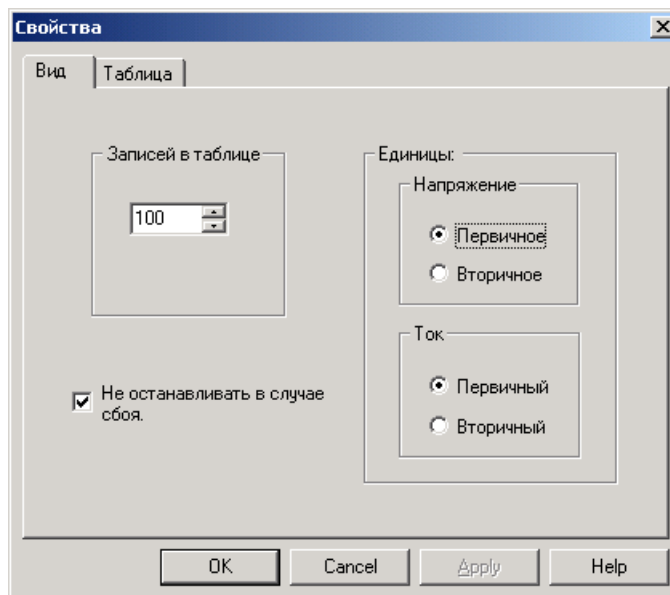 Свойства
Вид
Таблица
Записей в таблице
100
Не останавливать в случае
сбоя.
Единицы:
Напряжение
Первичное
Вторичное
Ток
Первичный
Вторичный
OK
Cancel
Apply
Help